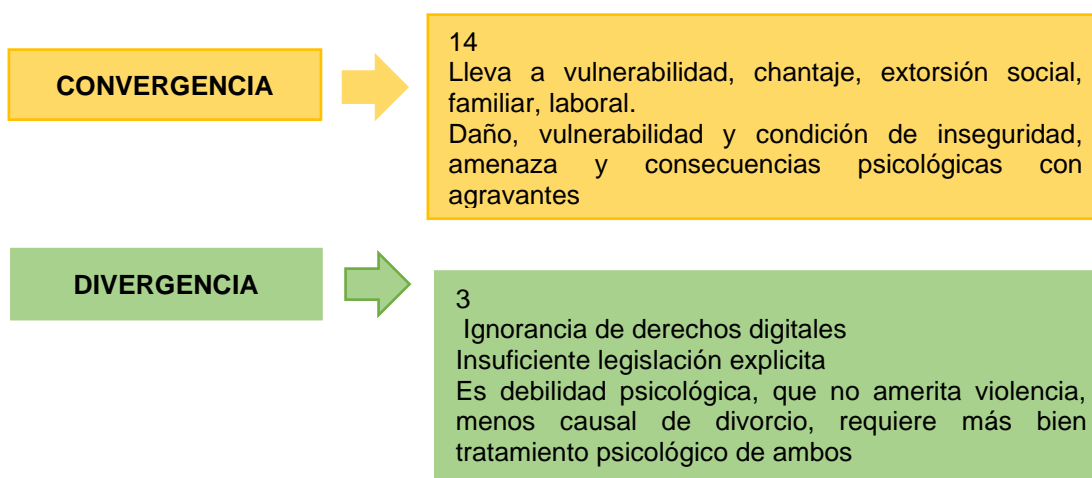 CONVERGENCIA
14
Lleva a vulnerabilidad, chantaje, extorsión social,
familiar, laboral.
Daño, vulnerabilidad y condición de inseguridad,
amenaza y consecuencias psicológicas con
agravantes
DIVERGENCIA
3
Ignorancia de derechos digitales
Insuficiente legislación explicita
Es debilidad psicológica, que no amerita violencia,
menos causal de divorcio, requiere más bien
tratamiento psicológico de ambos